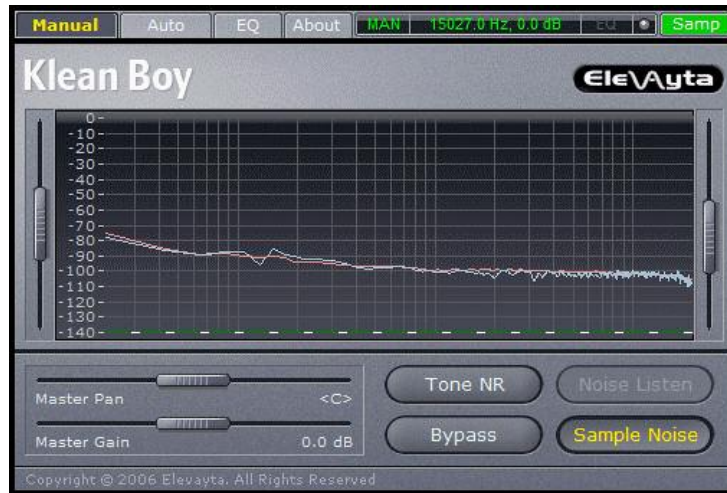 Manual Auto EQ About MAN 15027.0 Hz, 0.0 dB EQ Samp
Klean Boy EleVAyta
0
-10
-20
-30
-40
-50
-60
-70
-80
-90
-100
-110
-120
-130
-140
Tone NR Noise Listen
Master Pan <C>
Bypass Sample Noise
Master Gain 0.0 dB
Copyright © 2006 Elevayta. All Rights Reserved